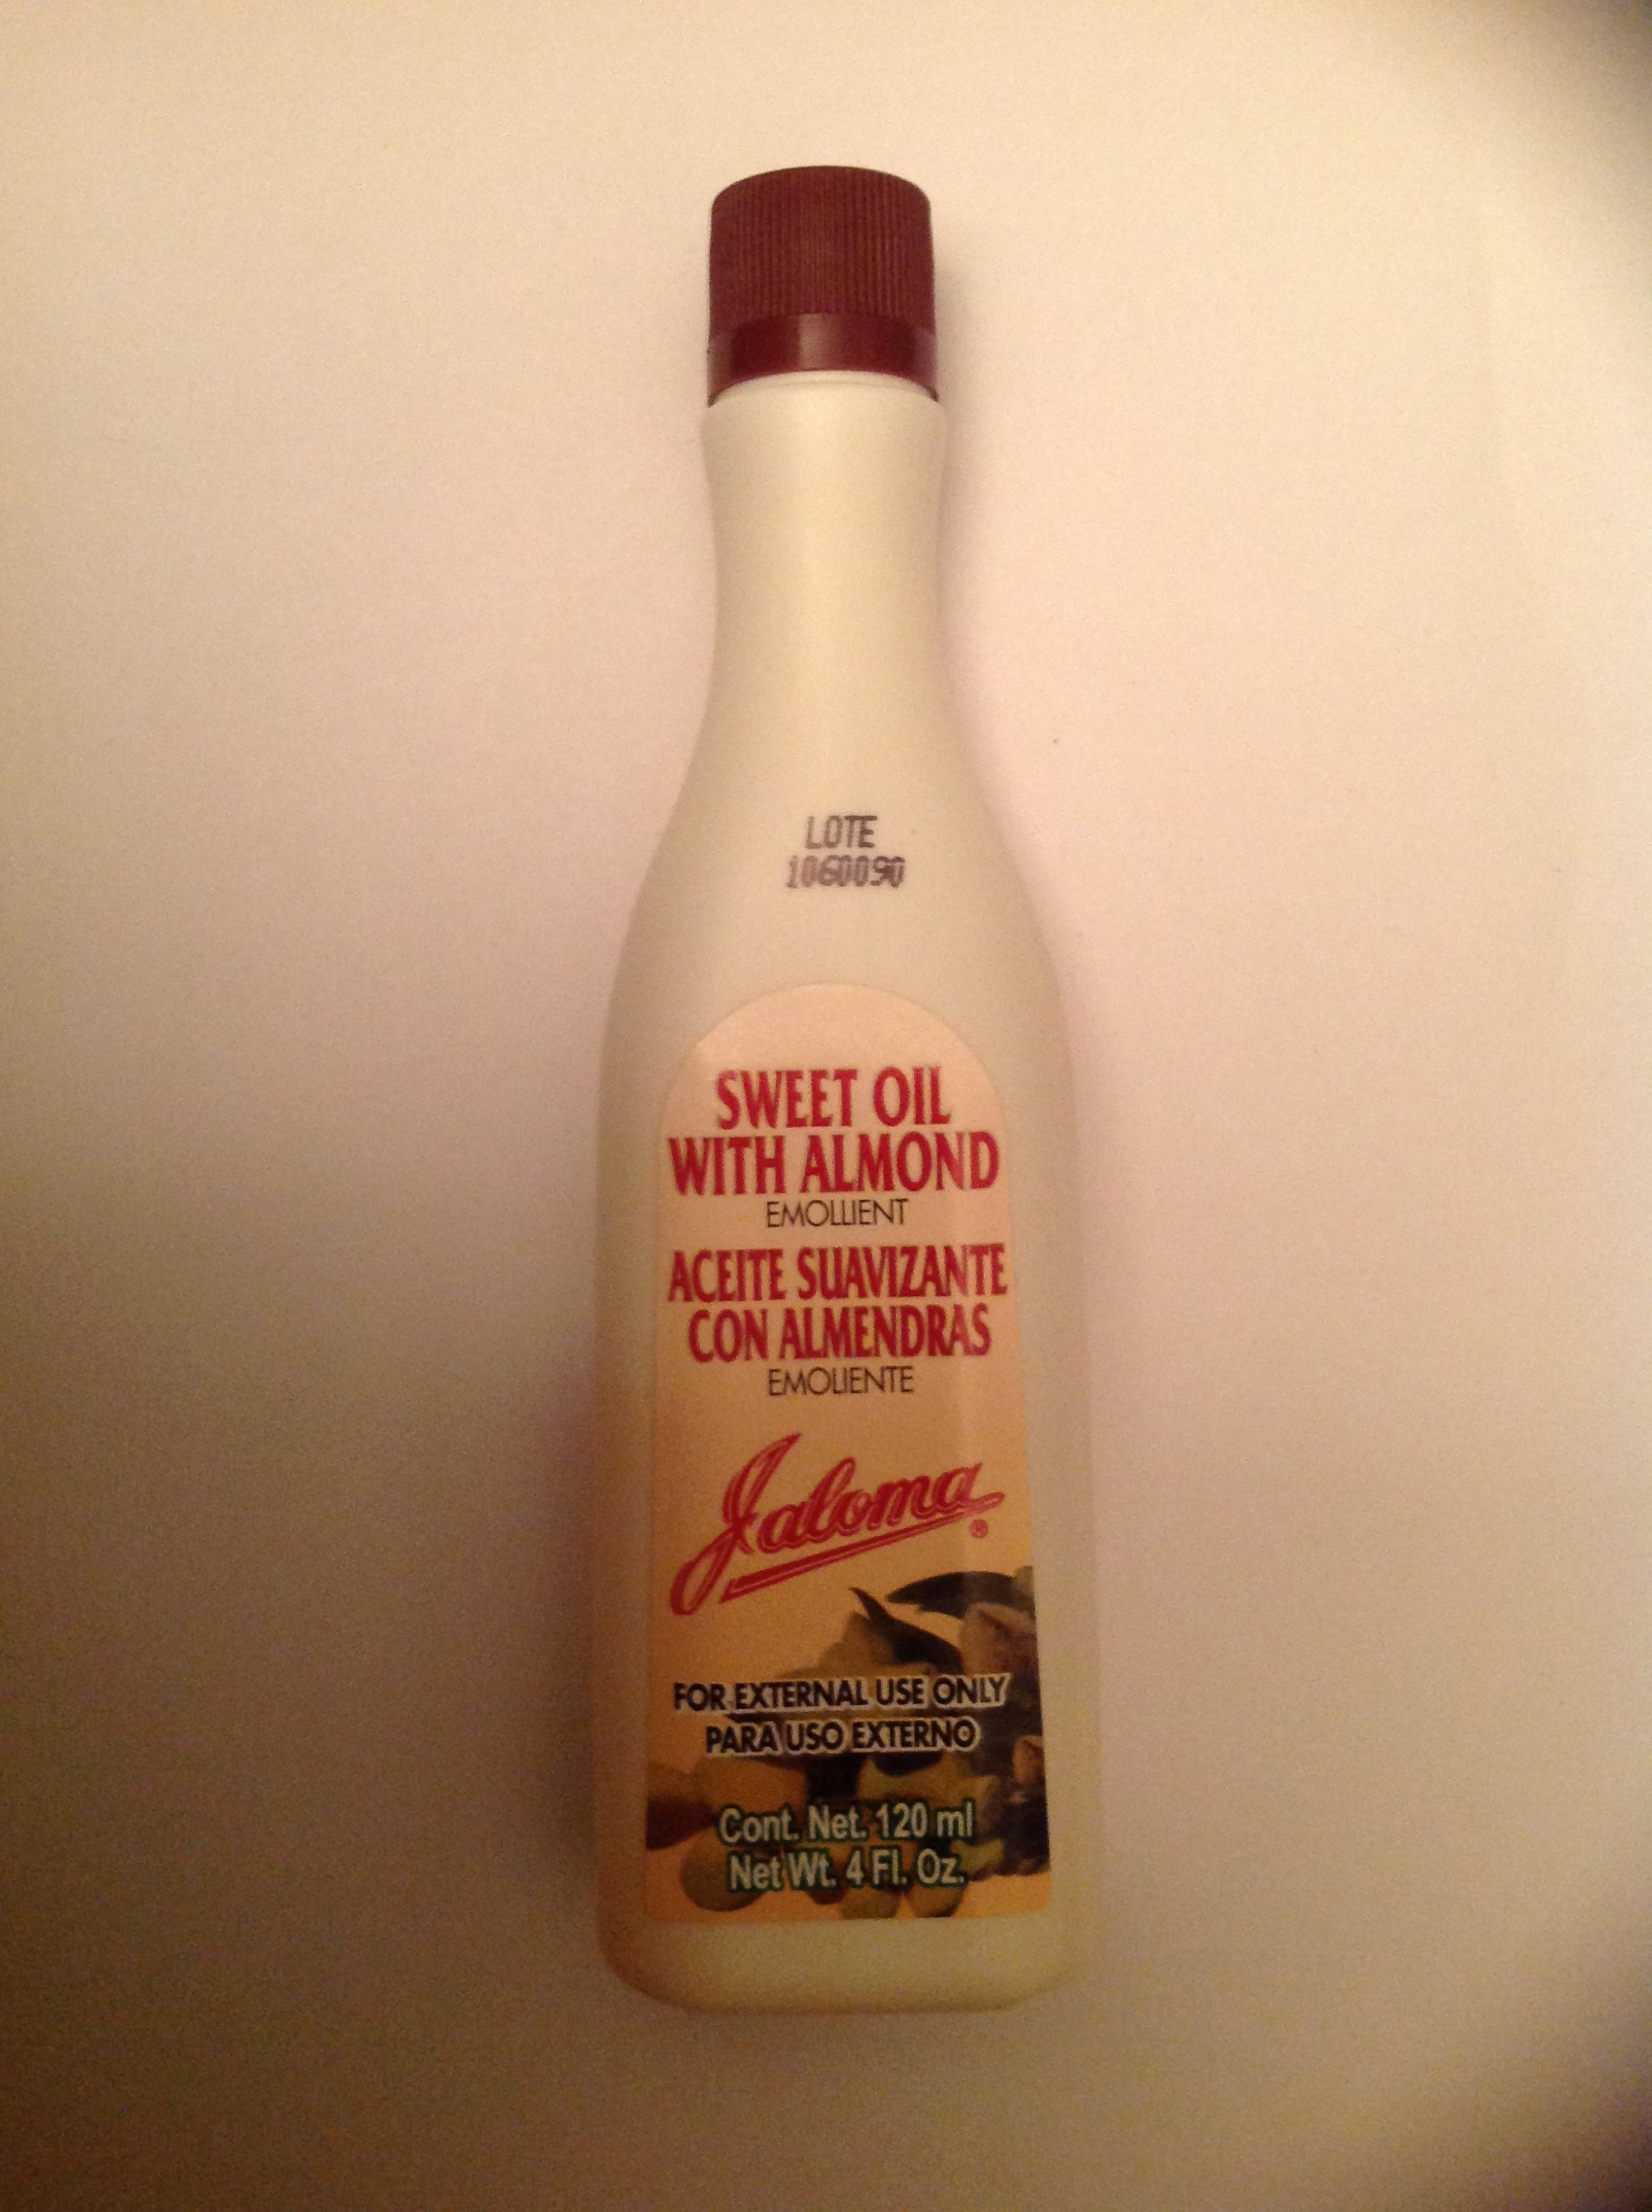 LOTE
1060090
SWEET OIL
WITH ALMOND
EMOLLIENT
ACEITE SUAVIZANTE
CON ALMENDRAS
EMOLIENTE
Jaloma®
FOR EXTERNAL USE ONLY
PARA USO EXTERNO
Cont. Net. 120 ml
Net Wt. 4 Fl. Oz.